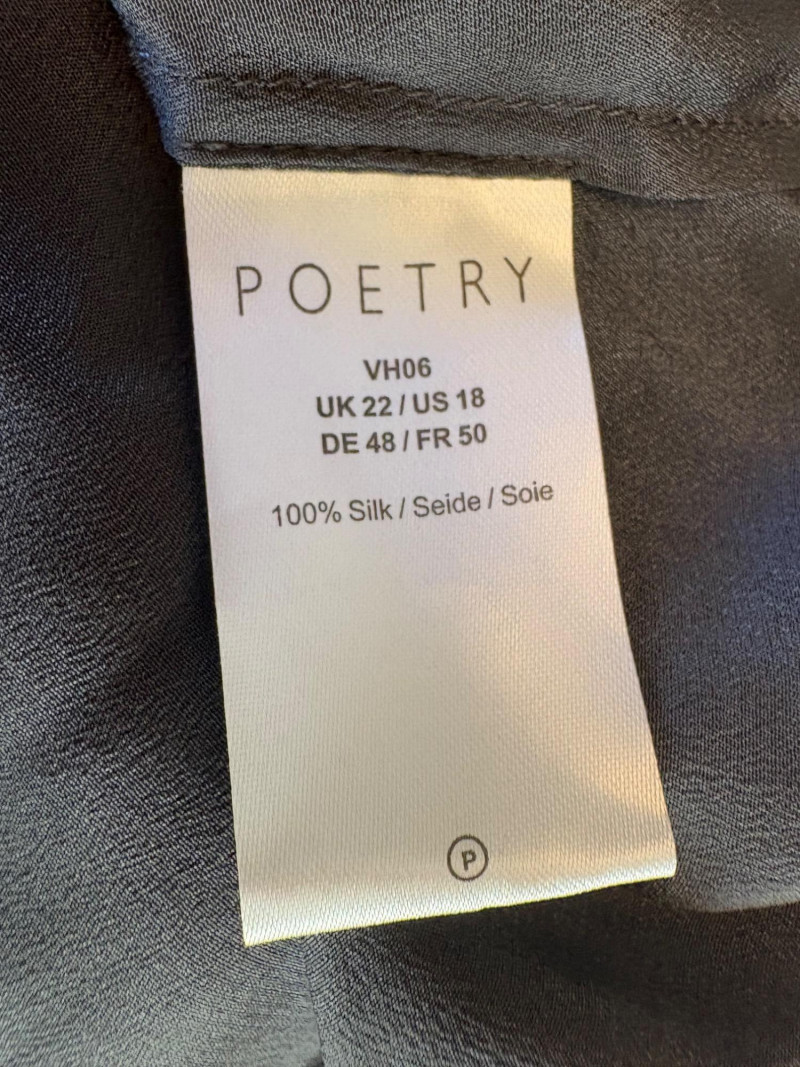 POETRY
VH06
UK 22 / US 18
DE 48 / FR 50
100% Silk / Seide / Soie
P